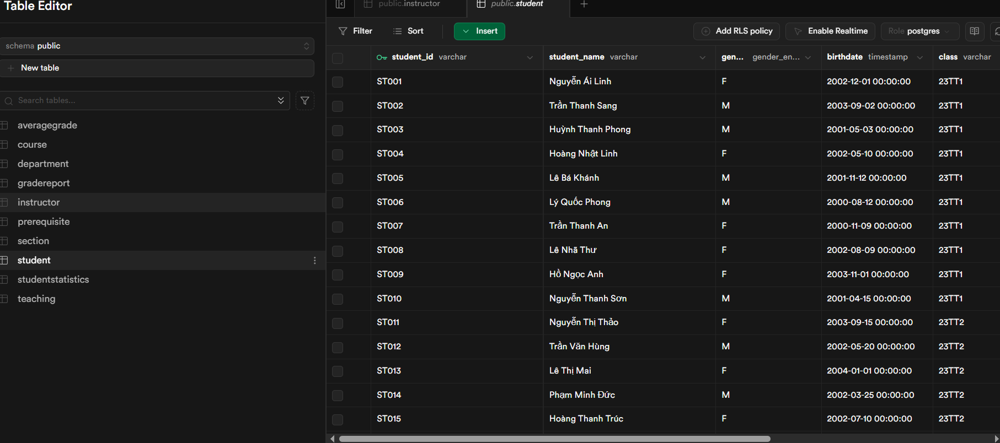 Table Editor
schema public
New table
Search tables...
averagegrade
course
department
gradereport
instructor
prerequisite
section
student
studentstatistics
teaching
public.instructor
public.student
Filter Sort Insert Add RLS policy Enable Realtime Role postgres
student_id varchar student_name varchar gen... gender_en... birthdate timestamp class varchar
ST001 Nguyễn Ái Linh F 2002-12-01 00:00:00 23TT1
ST002 Trần Thanh Sang M 2003-09-02 00:00:00 23TT1
ST003 Huỳnh Thanh Phong M 2001-05-03 00:00:00 23TT1
ST004 Hoàng Nhật Linh F 2002-05-10 00:00:00 23TT1
ST005 Lê Bá Khánh M 2001-11-12 00:00:00 23TT1
ST006 Lý Quốc Phong M 2000-08-12 00:00:00 23TT1
ST007 Trần Thanh An F 2000-11-09 00:00:00 23TT1
ST008 Lê Nhã Thư F 2002-08-09 00:00:00 23TT1
ST009 Hồ Ngọc Anh F 2003-11-01 00:00:00 23TT1
ST010 Nguyễn Thanh Sơn M 2001-04-15 00:00:00 23TT1
ST011 Nguyễn Thị Thảo F 2003-09-15 00:00:00 23TT2
ST012 Trần Văn Hùng M 2002-05-20 00:00:00 23TT2
ST013 Lê Thị Mai F 2004-01-01 00:00:00 23TT2
ST014 Phạm Minh Đức M 2002-03-25 00:00:00 23TT2
ST015 Hoàng Thanh Trúc F 2002-07-10 00:00:00 23TT2